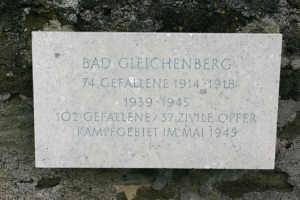 BAD GLEICHENBERG
74 GEFALLENE 1914-1918
1939-1945
102 GEFALLENE / 37 ZIVILE OPFER
KAMPFGEBIET IM MAI 1945